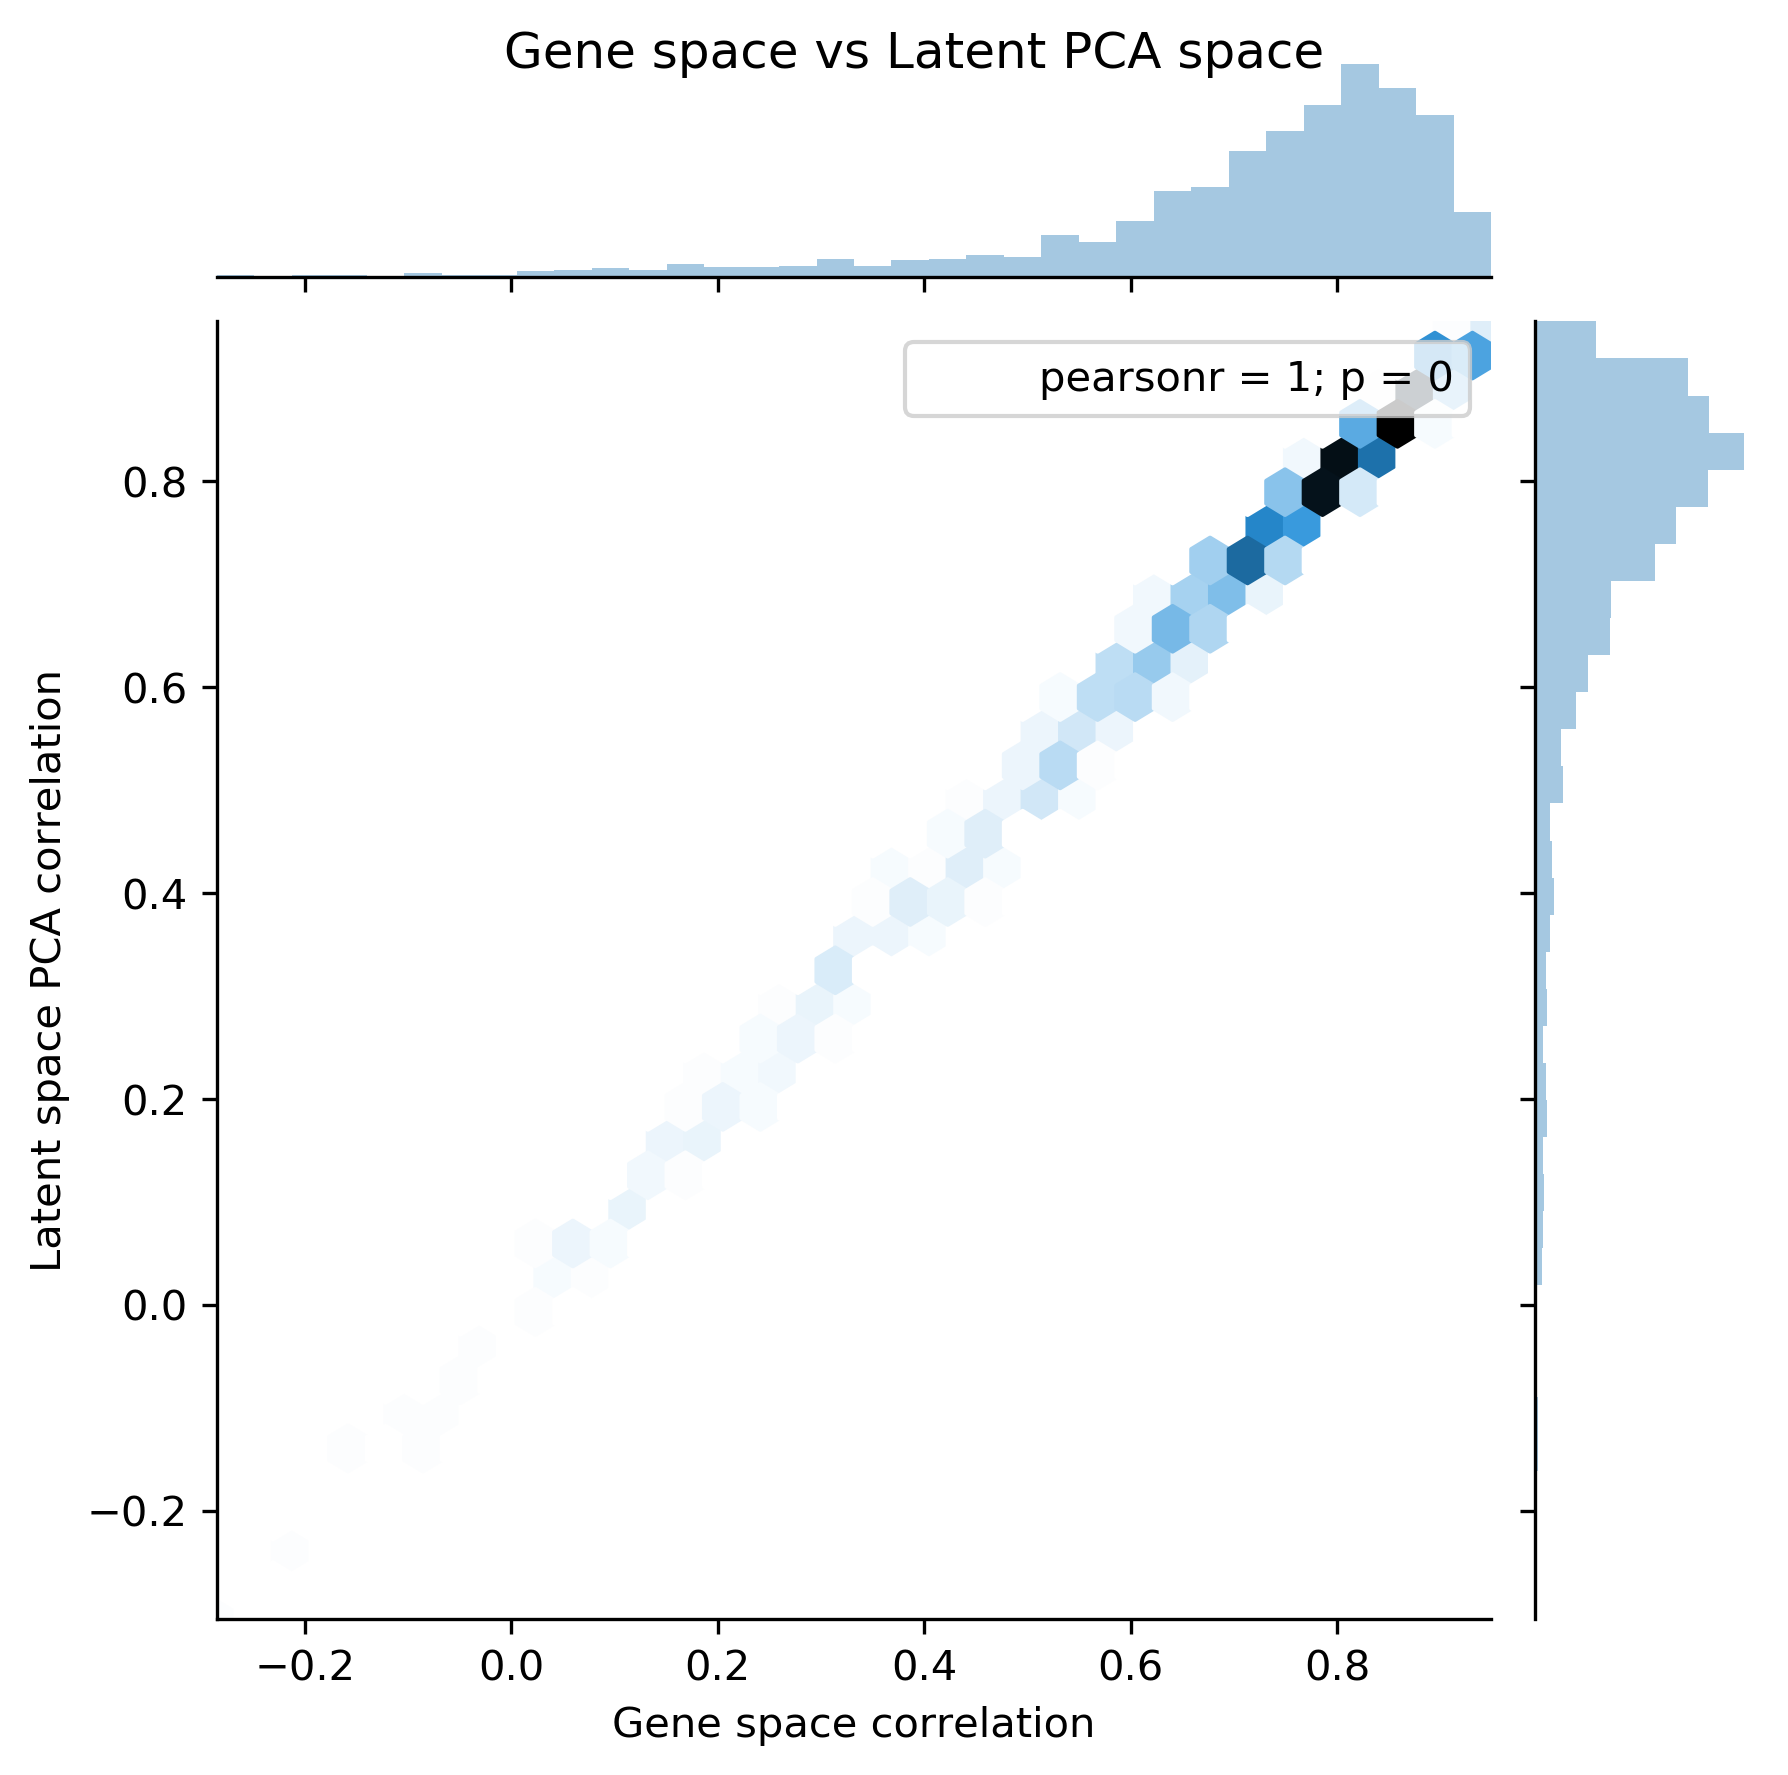 Gene space vs Latent PCA space
pearsonr = 1; p = 0
Latent space PCA correlation
0.8
0.6
0.4
0.2
0.0
−0.2
−0.2 0.0 0.2 0.4 0.6 0.8
Gene space correlation